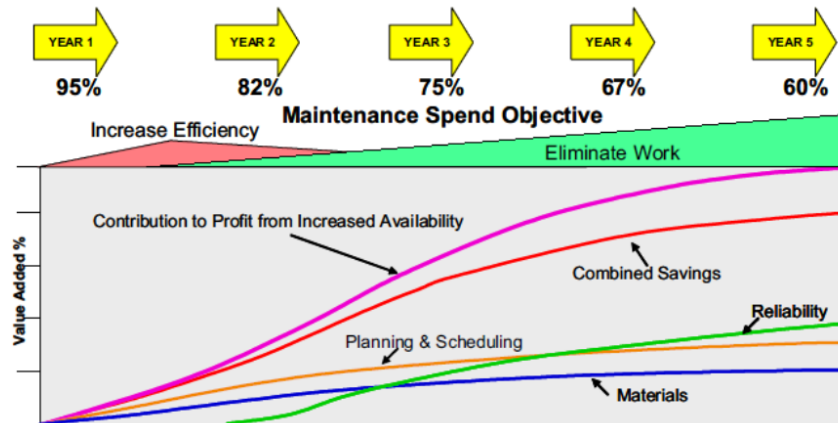 YEAR 1
YEAR 2
YEAR 3
YEAR 4
YEAR 5
95%
82%
75%
67%
60%
Maintenance Spend Objective
Increase Efficiency
Eliminate Work
Contribution to Profit from Increased Availability
Combined Savings
Reliability
Planning & Scheduling
Materials
Value Added %